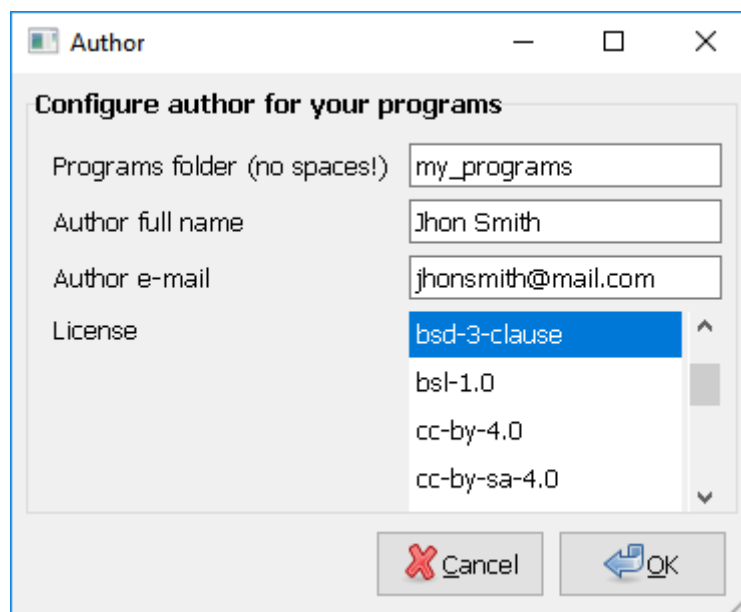 Author
Configure author for your programs
Programs folder (no spaces!) my_programs
Author full name Jhon Smith
Author e-mail jhonsmith@mail.com
License bsd-3-clause
bsl-1.0
cc-by-4.0
cc-by-sa-4.0
Cancel OK